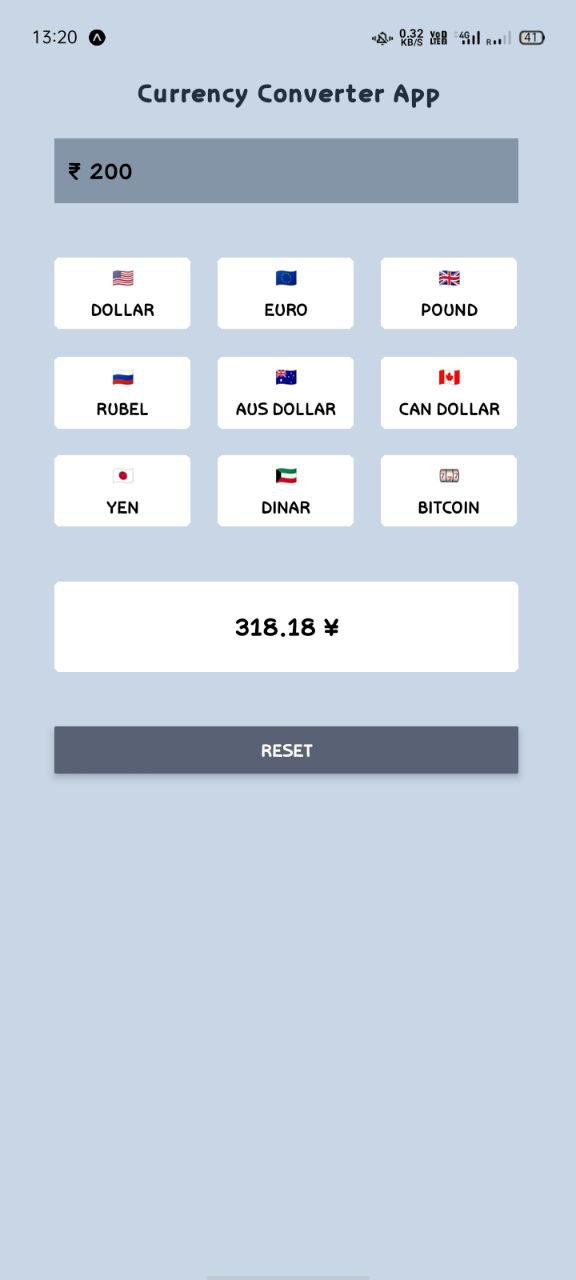 13:20 0.32 KB/S VoD LTE 4G R 41
Currency Converter App
₹ 200
DOLLAR EURO POUND
RUBEL AUS DOLLAR CAN DOLLAR
YEN DINAR BITCOIN
318.18 ¥
RESET